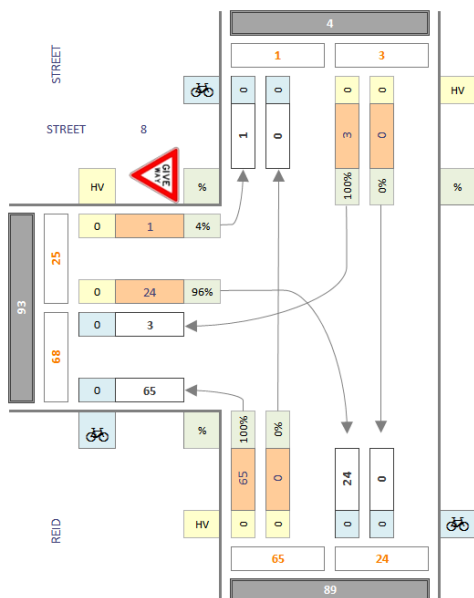 4
1 3
STREET
0 0 0 0 HV
STREET 8
1 0 3 0
GIVE WAY
HV % 100% 0% %
0 1 4%
25
0 24 96%
93
0 3
68
0 65
% 100% 0%
65 0 24 0
REID
HV 0 0 0 0
65 24
89